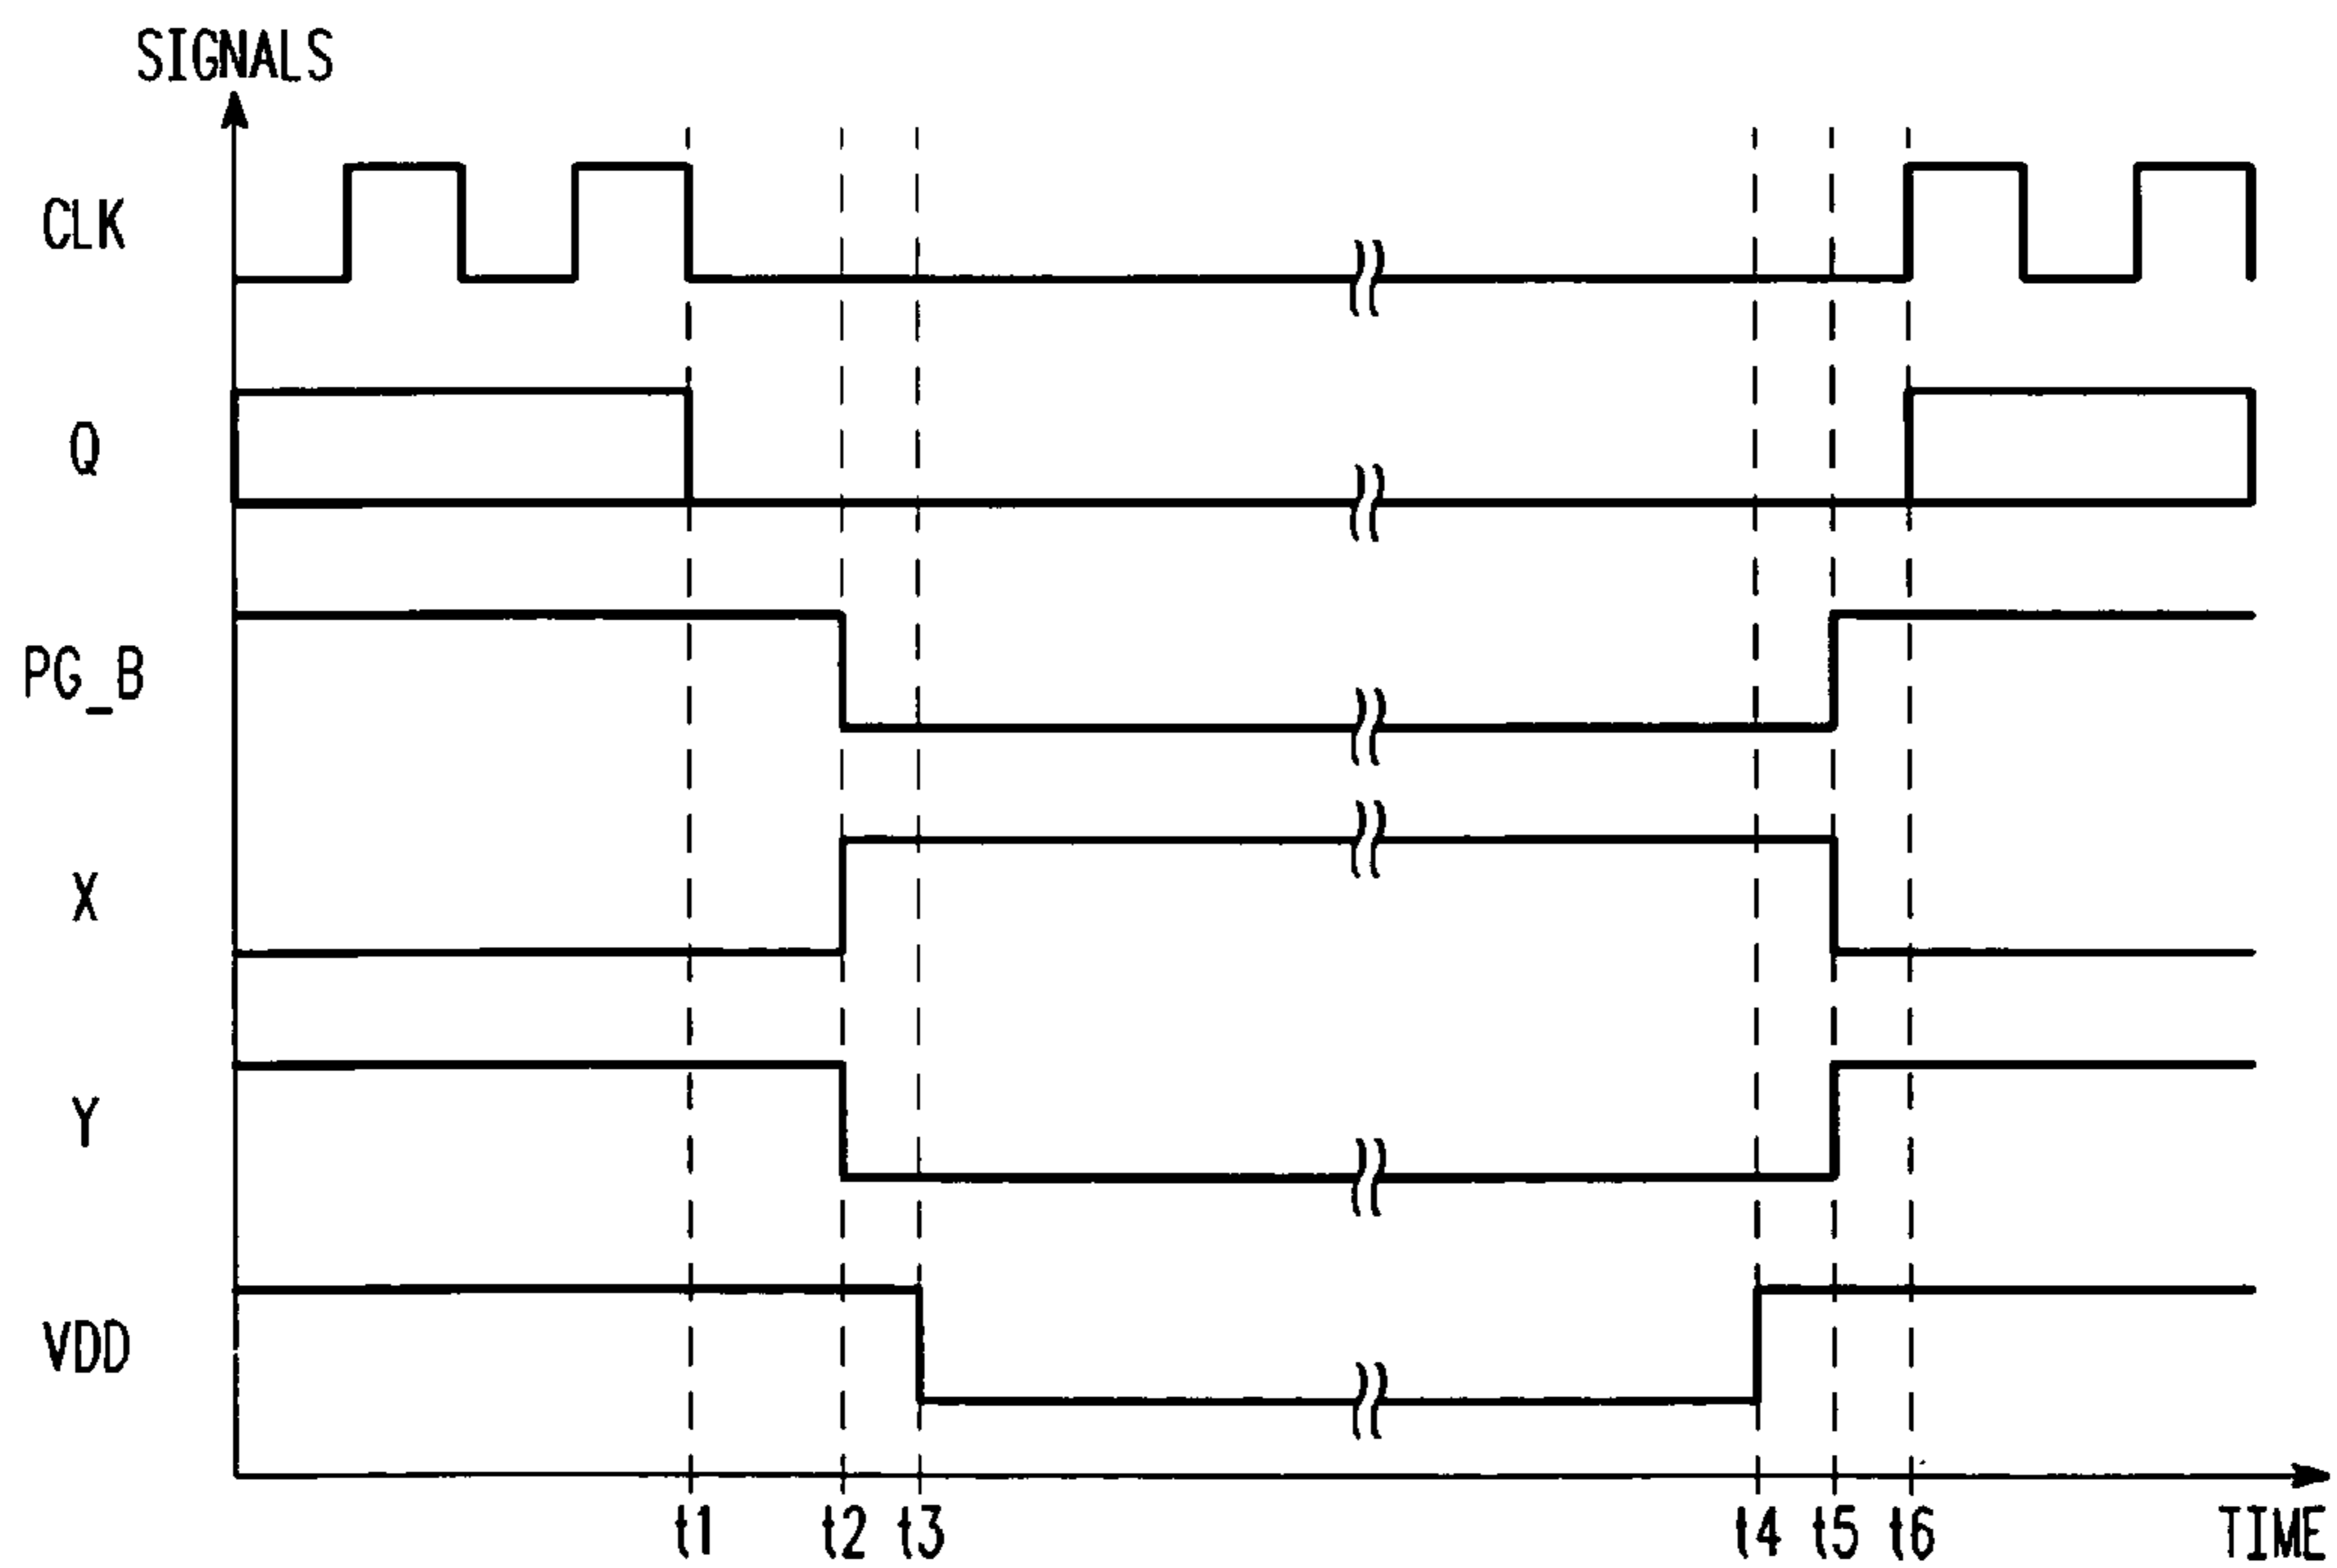 SIGNALS
CLK
Q
PG_B
X
Y
VDD
t1 t2 t3 t4 t5 t6 TIME